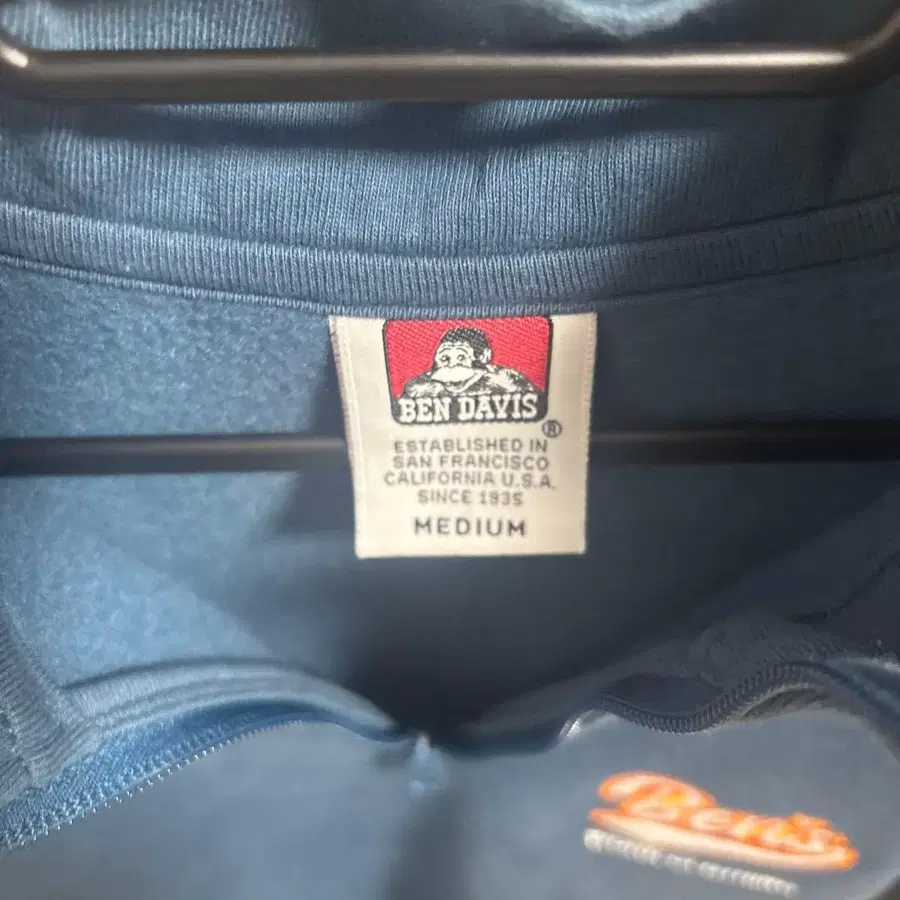 BEN DAVIS
®
ESTABLISHED IN
SAN FRANCISCO
CALIFORNIA U.S.A.
SINCE 1935
MEDIUM
Ben's